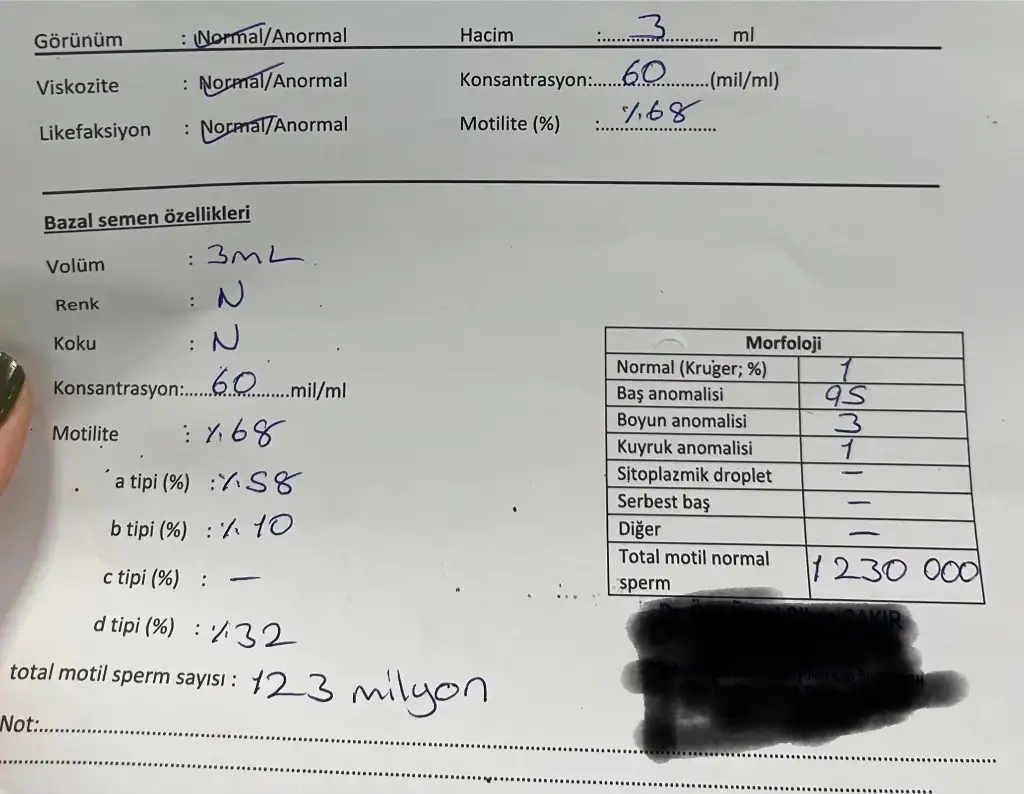 Görünüm : Normal/Anormal Hacim :......3............ ml
Viskozite : Normal/Anormal Konsantrasyon:.....60.........(mil/ml)
Likefaksiyon : Normal/Anormal Motilite (%) :....%68................
Bazal semen özellikleri
Volüm : 3mL
Renk : N
Koku : N
Konsantrasyon:.....60.......mil/ml
Motilite : %68
a tipi (%) : %58
b tipi (%) : % 10
c tipi (%) : —
d tipi (%) : %32
total motil sperm sayısı : 123 milyon
Not:
Morfoloji
Normal (Kruger; %) 1
Baş anomalisi 95
Boyun anomalisi 3
Kuyruk anomalisi 1
Sitoplazmik droplet —
Serbest baş —
Diğer —
Total motil normal sperm 1230 000